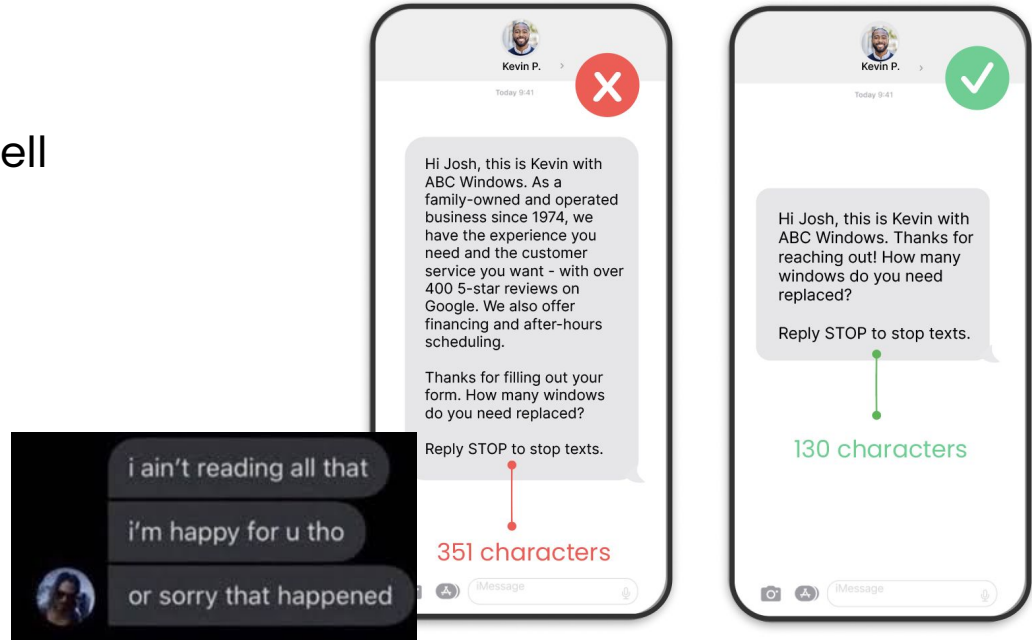 ell
Kevin P.
Today 9:41
Hi Josh, this is Kevin with
ABC Windows. As a
family-owned and operated
business since 1974, we
have the experience you
need and the customer
service you want - with over
400 5-star reviews on
Google. We also offer
financing and after-hours
scheduling.
Thanks for filling out your
form. How many windows
do you need replaced?
Reply STOP to stop texts.
351 characters
iMessage
i ain't reading all that
i'm happy for u tho
or sorry that happened
Kevin P.
Today 9:41
Hi Josh, this is Kevin with
ABC Windows. Thanks for
reaching out! How many
windows do you need
replaced?
Reply STOP to stop texts.
130 characters
iMessage